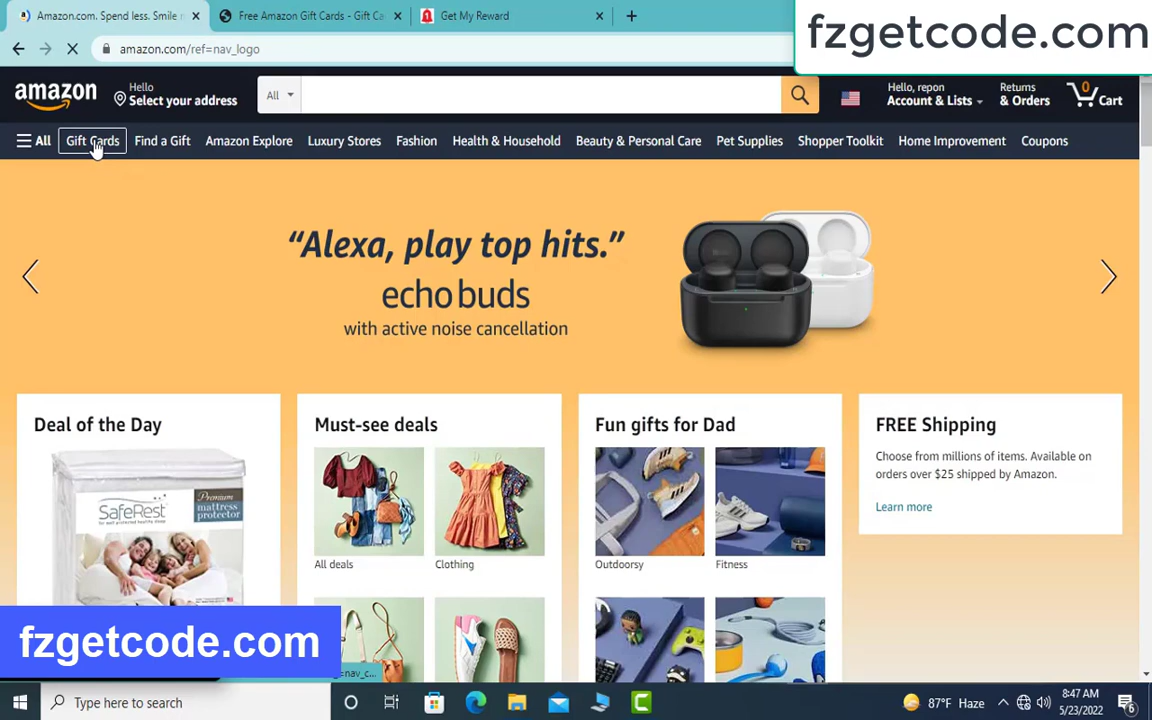 Amazon.com. Spend less. Smile
Free Amazon Gift Cards - Gift Ca
Get My Reward
fzgetcode.com
amazon.com/ref=nav_logo
amazon
Hello
Select your address
All
Hello, repon
Account & Lists
Returns
& Orders
0
Cart
All
Gift Cards
Find a Gift
Amazon Explore
Luxury Stores
Fashion
Health & Household
Beauty & Personal Care
Pet Supplies
Shopper Toolkit
Home Improvement
Coupons
“Alexa, play top hits.”
echo buds
with active noise cancellation
Deal of the Day
Must-see deals
Fun gifts for Dad
FREE Shipping
Choose from millions of items. Available on
orders over $25 shipped by Amazon.
Learn more
SafeRest
Premium
mattress
protector
All deals
Clothing
Outdoorsy
Fitness
fzgetcode.com
=nav_c...
Type here to search
87°F Haze
8:47 AM
5/23/2022
6